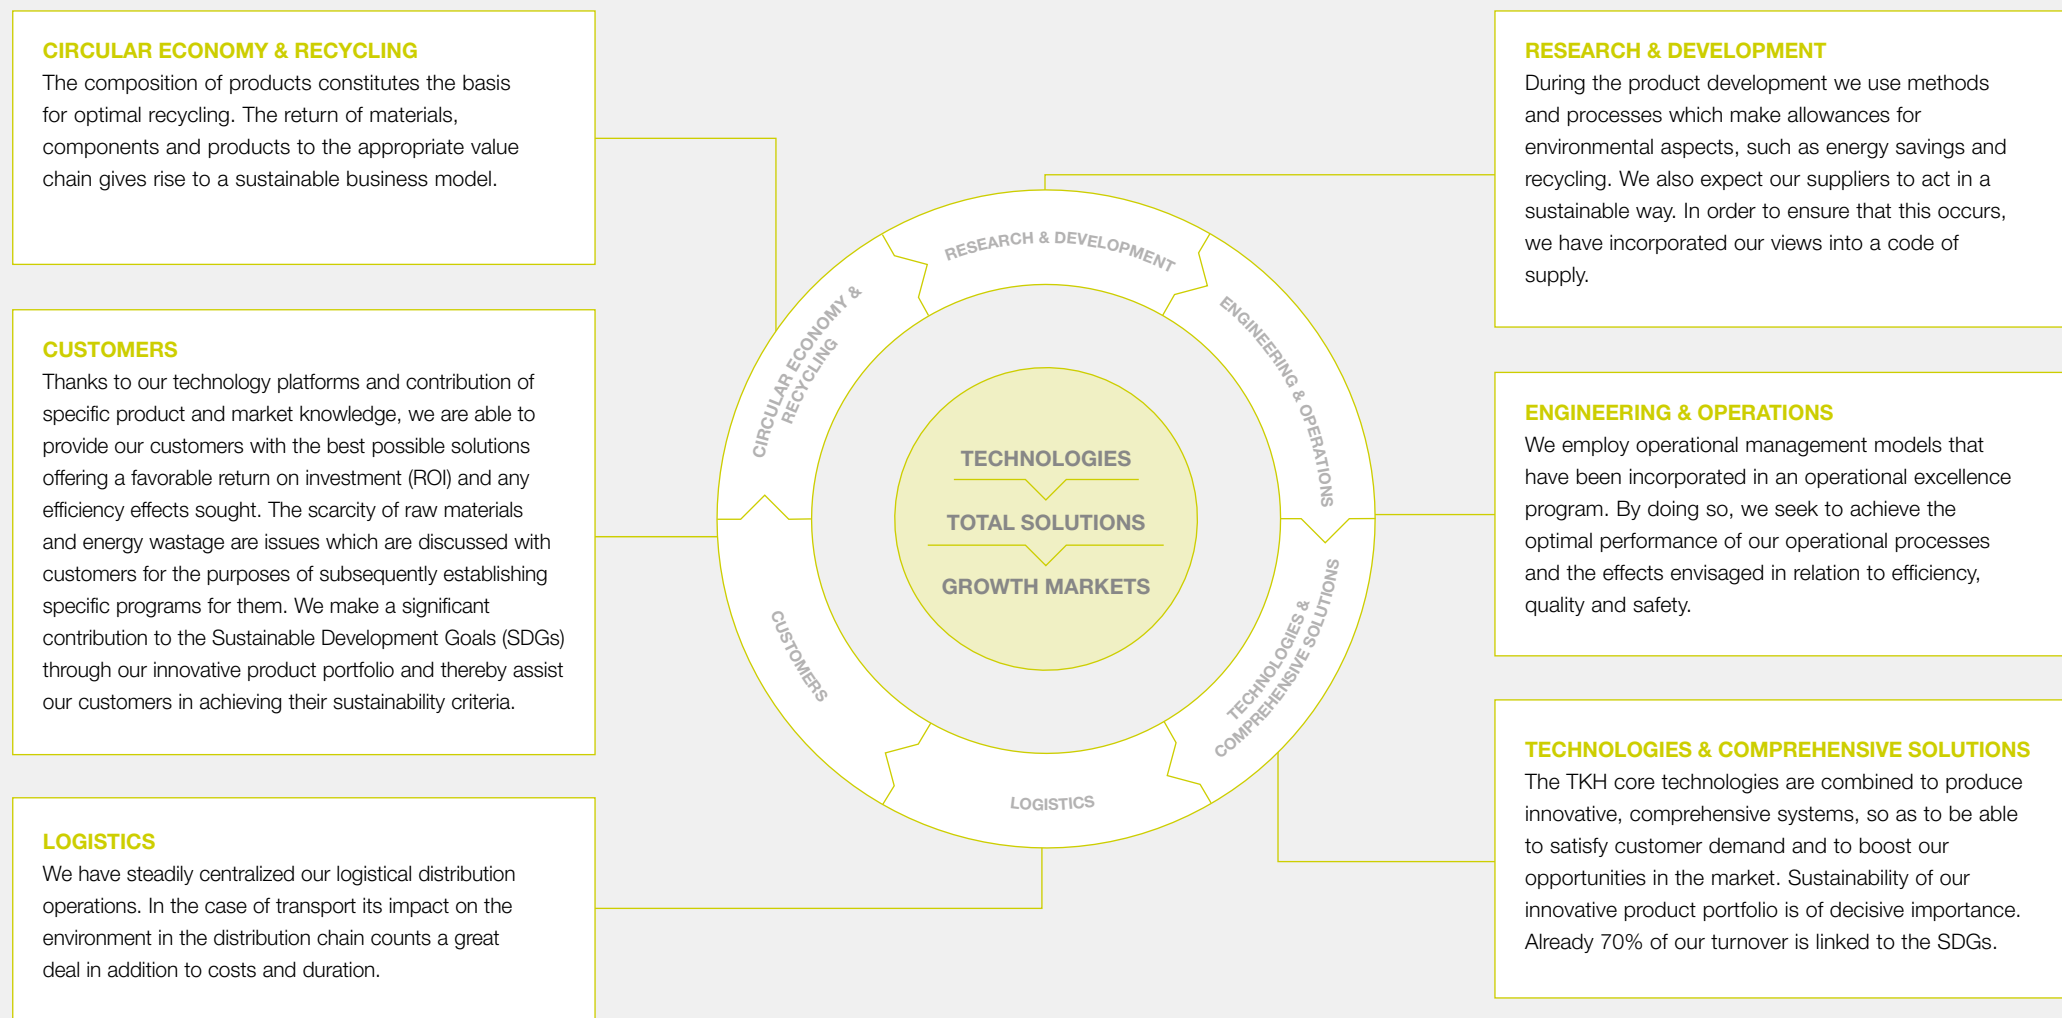 CIRCULAR ECONOMY & RECYCLING
The composition of products constitutes the basis
for optimal recycling. The return of materials,
components and products to the appropriate value
chain gives rise to a sustainable business model.
CUSTOMERS
Thanks to our technology platforms and contribution of
specific product and market knowledge, we are able to
provide our customers with the best possible solutions
offering a favorable return on investment (ROI) and any
efficiency effects sought. The scarcity of raw materials
and energy wastage are issues which are discussed with
customers for the purposes of subsequently establishing
specific programs for them. We make a significant
contribution to the Sustainable Development Goals (SDGs)
through our innovative product portfolio and thereby assist
our customers in achieving their sustainability criteria.
LOGISTICS
We have steadily centralized our logistical distribution
operations. In the case of transport its impact on the
environment in the distribution chain counts a great
deal in addition to costs and duration.
RESEARCH & DEVELOPMENT
ENGINEERING & OPERATIONS
TECHNOLOGIES &
COMPREHENSIVE SOLUTIONS
LOGISTICS
CUSTOMERS
CIRCULAR ECONOMY &
RECYCLING
TECHNOLOGIES
TOTAL SOLUTIONS
GROWTH MARKETS
RESEARCH & DEVELOPMENT
During the product development we use methods
and processes which make allowances for
environmental aspects, such as energy savings and
recycling. We also expect our suppliers to act in a
sustainable way. In order to ensure that this occurs,
we have incorporated our views into a code of
supply.
ENGINEERING & OPERATIONS
We employ operational management models that
have been incorporated in an operational excellence
program. By doing so, we seek to achieve the
optimal performance of our operational processes
and the effects envisaged in relation to efficiency,
quality and safety.
TECHNOLOGIES & COMPREHENSIVE SOLUTIONS
The TKH core technologies are combined to produce
innovative, comprehensive systems, so as to be able
to satisfy customer demand and to boost our
opportunities in the market. Sustainability of our
innovative product portfolio is of decisive importance.
Already 70% of our turnover is linked to the SDGs.